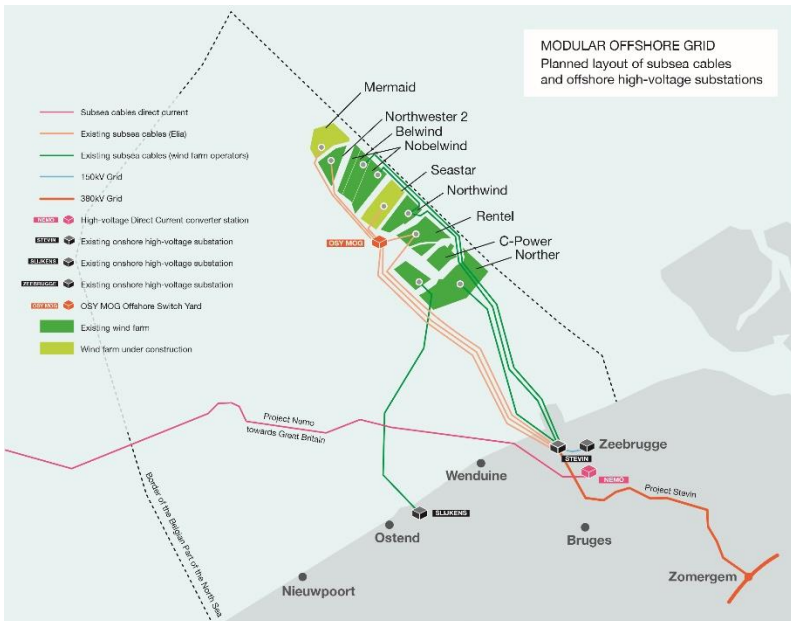 MODULAR OFFSHORE GRID
Planned layout of subsea cables
and offshore high-voltage substations
Mermaid
Northwester 2
Belwind
Nobelwind
Seastar
Northwind
Rentel
C-Power
Norther
Subsea cables direct current
Existing subsea cables (Elia)
Existing subsea cables (wind farm operators)
150kV Grid
380kV Grid
NEMO High-voltage Direct Current converter station
STEVIN Existing onshore high-voltage substation
SLIJKENS Existing onshore high-voltage substation
ZEEBRUGGE Existing onshore high-voltage substation
OSY MOG OSY MOG Offshore Switch Yard
Existing wind farm
Wind farm under construction
OSY MOG
Project Nemo
towards Great Britain
Border of the Belgian Part of the North Sea
Zeebrugge
STEVIN
NEMO
Wenduine
Project Stevin
SLIJKENS
Ostend
Bruges
Zomergem
Nieuwpoort